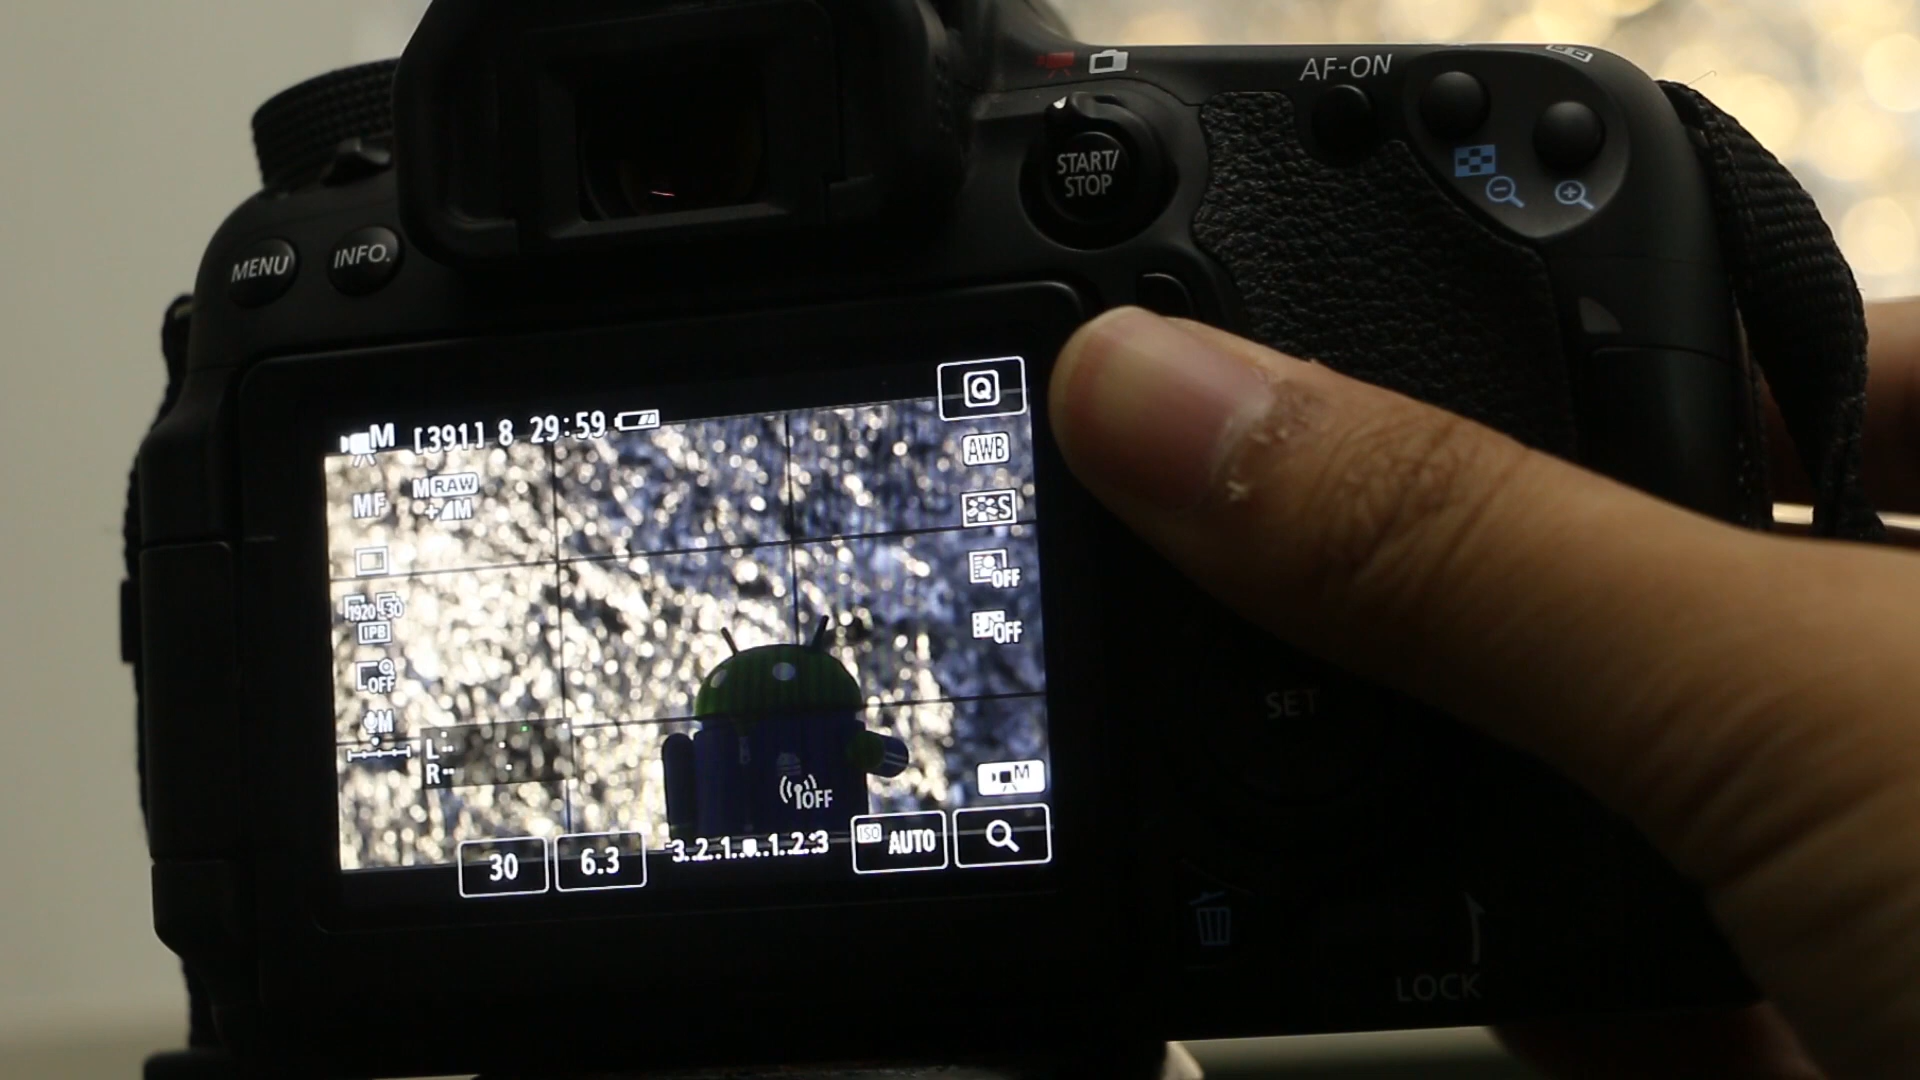 AF-ON
START/
STOP
MENU INFO.
Q
M [391] 8 29:59
AWB
MF
MRAW
+M
S
OFF
1920 30
IPB
OFF
OFF
M
L
R
OFF
M
30 6.3 -3.2.1...1.2.3 ISO AUTO
SET
LOCK